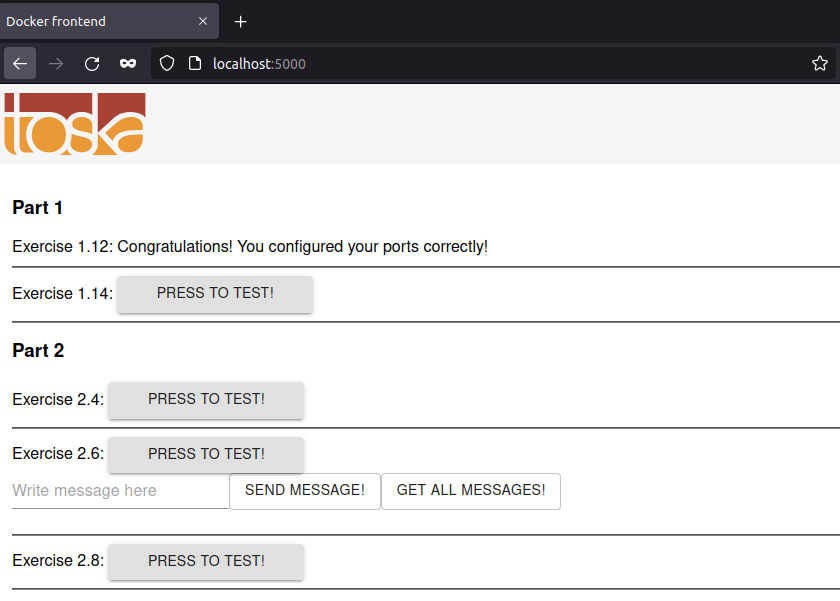 Docker frontend
localhost:5000
toska
Part 1
Exercise 1.12: Congratulations! You configured your ports correctly!
Exercise 1.14: PRESS TO TEST!
Part 2
Exercise 2.4: PRESS TO TEST!
Exercise 2.6: PRESS TO TEST!
Write message here SEND MESSAGE! GET ALL MESSAGES!
Exercise 2.8: PRESS TO TEST!